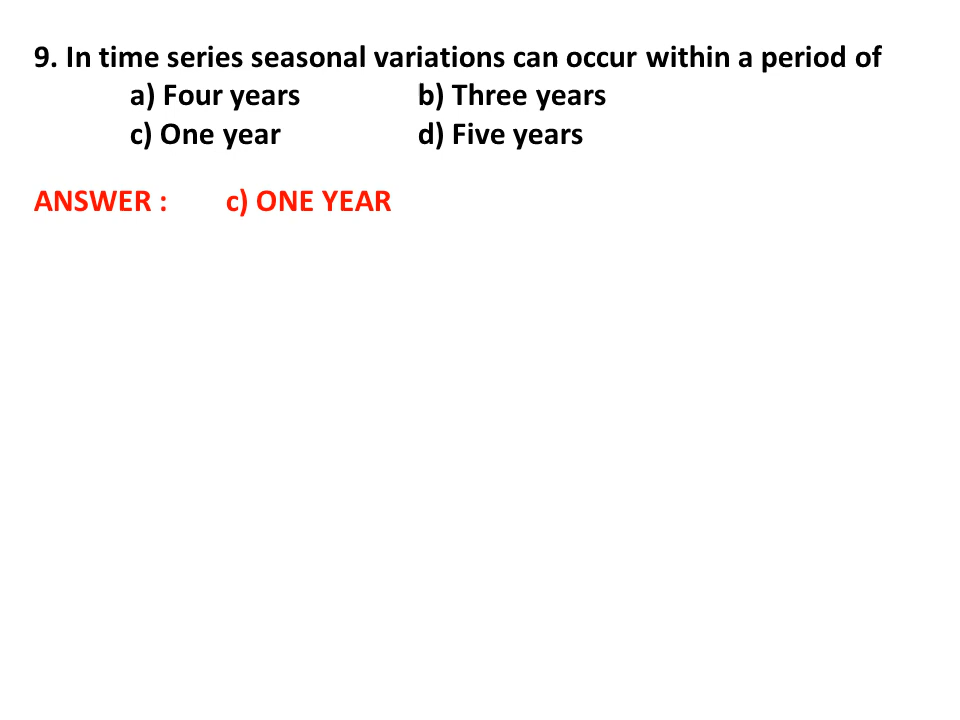 9. In time series seasonal variations can occur within a period of
a) Four years b) Three years
c) One year d) Five years
ANSWER : c) ONE YEAR